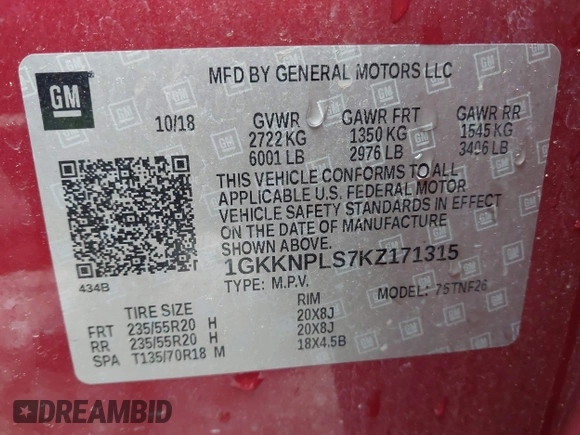 GM
MFD BY GENERAL MOTORS LLC
10/18
GVWR GAWR FRT GAWR RR
2722 KG 1350 KG 1545 KG
6001 LB 2976 LB 3406 LB
THIS VEHICLE CONFORMS TO ALL
APPLICABLE U.S. FEDERAL MOTOR
VEHICLE SAFETY STANDARDS IN EFFECT
ON THE DATE OF MANUFACTURE
SHOWN ABOVE.
1GKKNPLS7KZ171315
434B
TYPE: M.P.V. MODEL: 75TNF26
TIRE SIZE RIM
FRT 235/55R20 H 20X8J
RR 235/55R20 H 20X8J
SPA T135/70R18 M 18X4.5B
DREAMBID